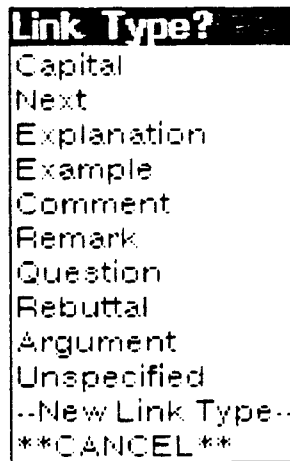 Link Type?
Capital
Next
Explanation
Example
Comment
Remark
Question
Rebuttal
Argument
Unspecified
--New Link Type--
**CANCEL**